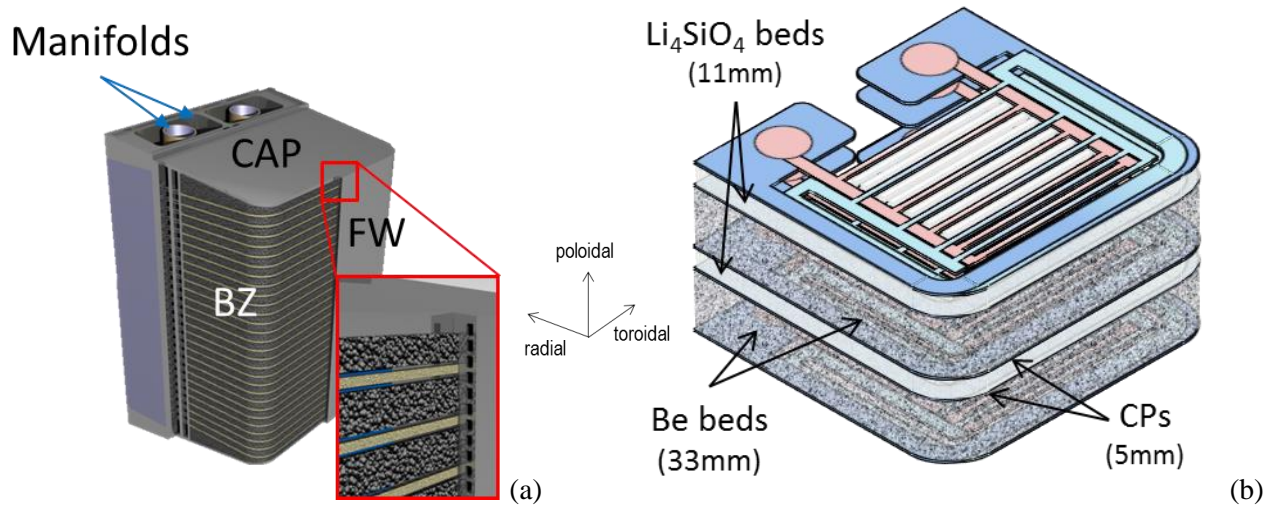 Manifolds
CAP
FW
BZ
(a)
poloidal
toroidal
radial
Li₄SiO₄ beds
(11mm)
Be beds
(33mm)
CPs
(5mm)
(b)